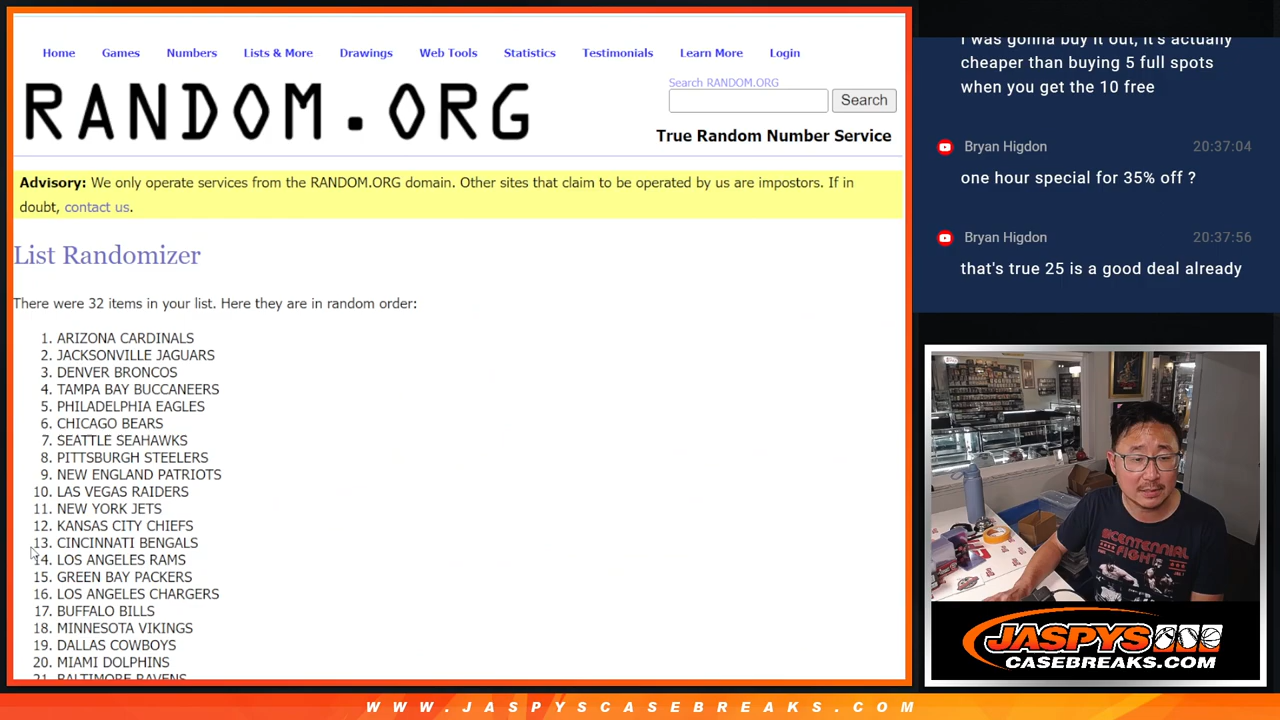 Home Games Numbers Lists & More Drawings Web Tools Statistics Testimonials Learn More Login
RANDOM.ORG
Search RANDOM.ORG
Search
True Random Number Service
Advisory: We only operate services from the RANDOM.ORG domain. Other sites that claim to be operated by us are impostors. If in
doubt, contact us.
List Randomizer
There were 32 items in your list. Here they are in random order:
1. ARIZONA CARDINALS
2. JACKSONVILLE JAGUARS
3. DENVER BRONCOS
4. TAMPA BAY BUCCANEERS
5. PHILADELPHIA EAGLES
6. CHICAGO BEARS
7. SEATTLE SEAHAWKS
8. PITTSBURGH STEELERS
9. NEW ENGLAND PATRIOTS
10. LAS VEGAS RAIDERS
11. NEW YORK JETS
12. KANSAS CITY CHIEFS
13. CINCINNATI BENGALS
14. LOS ANGELES RAMS
15. GREEN BAY PACKERS
16. LOS ANGELES CHARGERS
17. BUFFALO BILLS
18. MINNESOTA VIKINGS
19. DALLAS COWBOYS
20. MIAMI DOLPHINS
21. BALTIMORE RAVENS
I was gonna buy it out, it's actually
cheaper than buying 5 full spots
when you get the 10 free
Bryan Higdon 20:37:04
one hour special for 35% off ?
Bryan Higdon 20:37:56
that's true 25 is a good deal already
BICENTENNIAL
FIGHT
JASPYS
CASEBREAKS.COM
WWW.JASPYSCASEBREAKS.COM